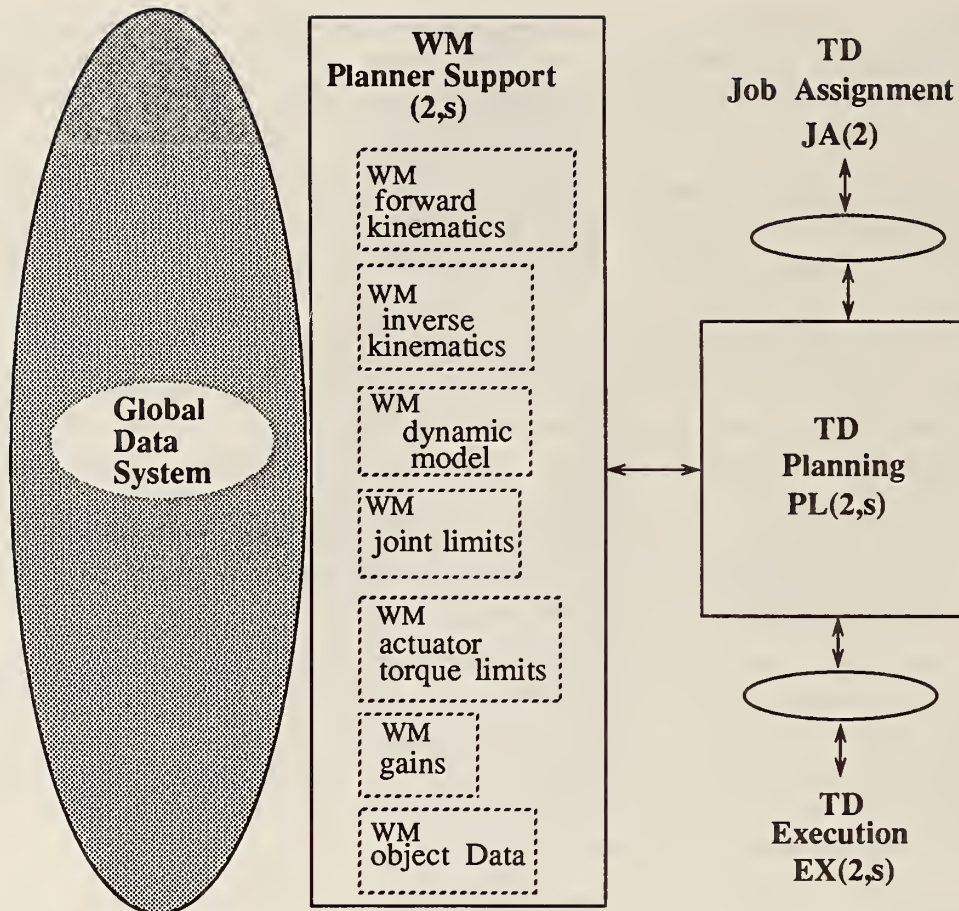 Global
Data
System
WM
Planner Support
(2,s)
WM
forward
kinematics
WM
inverse
kinematics
WM
dynamic
model
WM
joint limits
WM
actuator
torque limits
WM
gains
WM
object Data
TD
Job Assignment
JA(2)
TD
Planning
PL(2,s)
TD
Execution
EX(2,s)